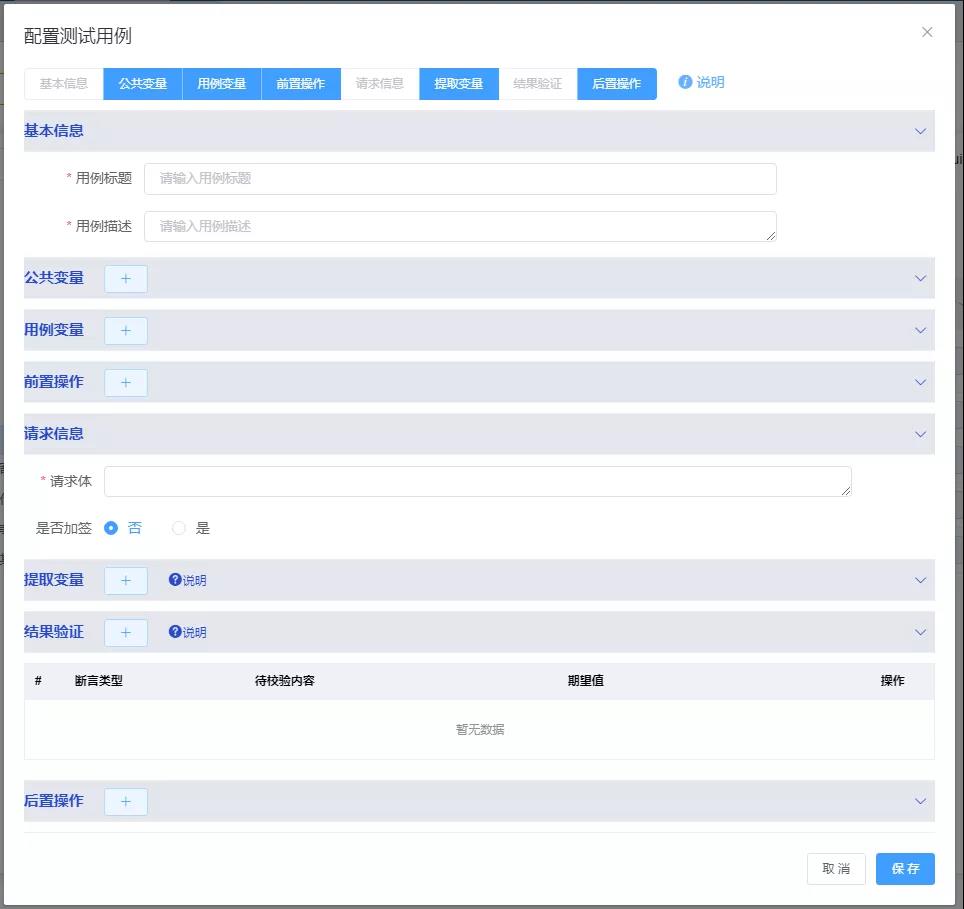 配置测试用例
基本信息 公共变量 用例变量 前置操作 请求信息 提取变量 结果验证 后置操作 说明
基本信息
* 用例标题 请输入用例标题
* 用例描述 请输入用例描述
公共变量 +
用例变量 +
前置操作 +
请求信息
* 请求体
是否加签 否 是
提取变量 + 说明
结果验证 + 说明
# 断言类型 待校验内容 期望值 操作
暂无数据
后置操作 +
取消 保存